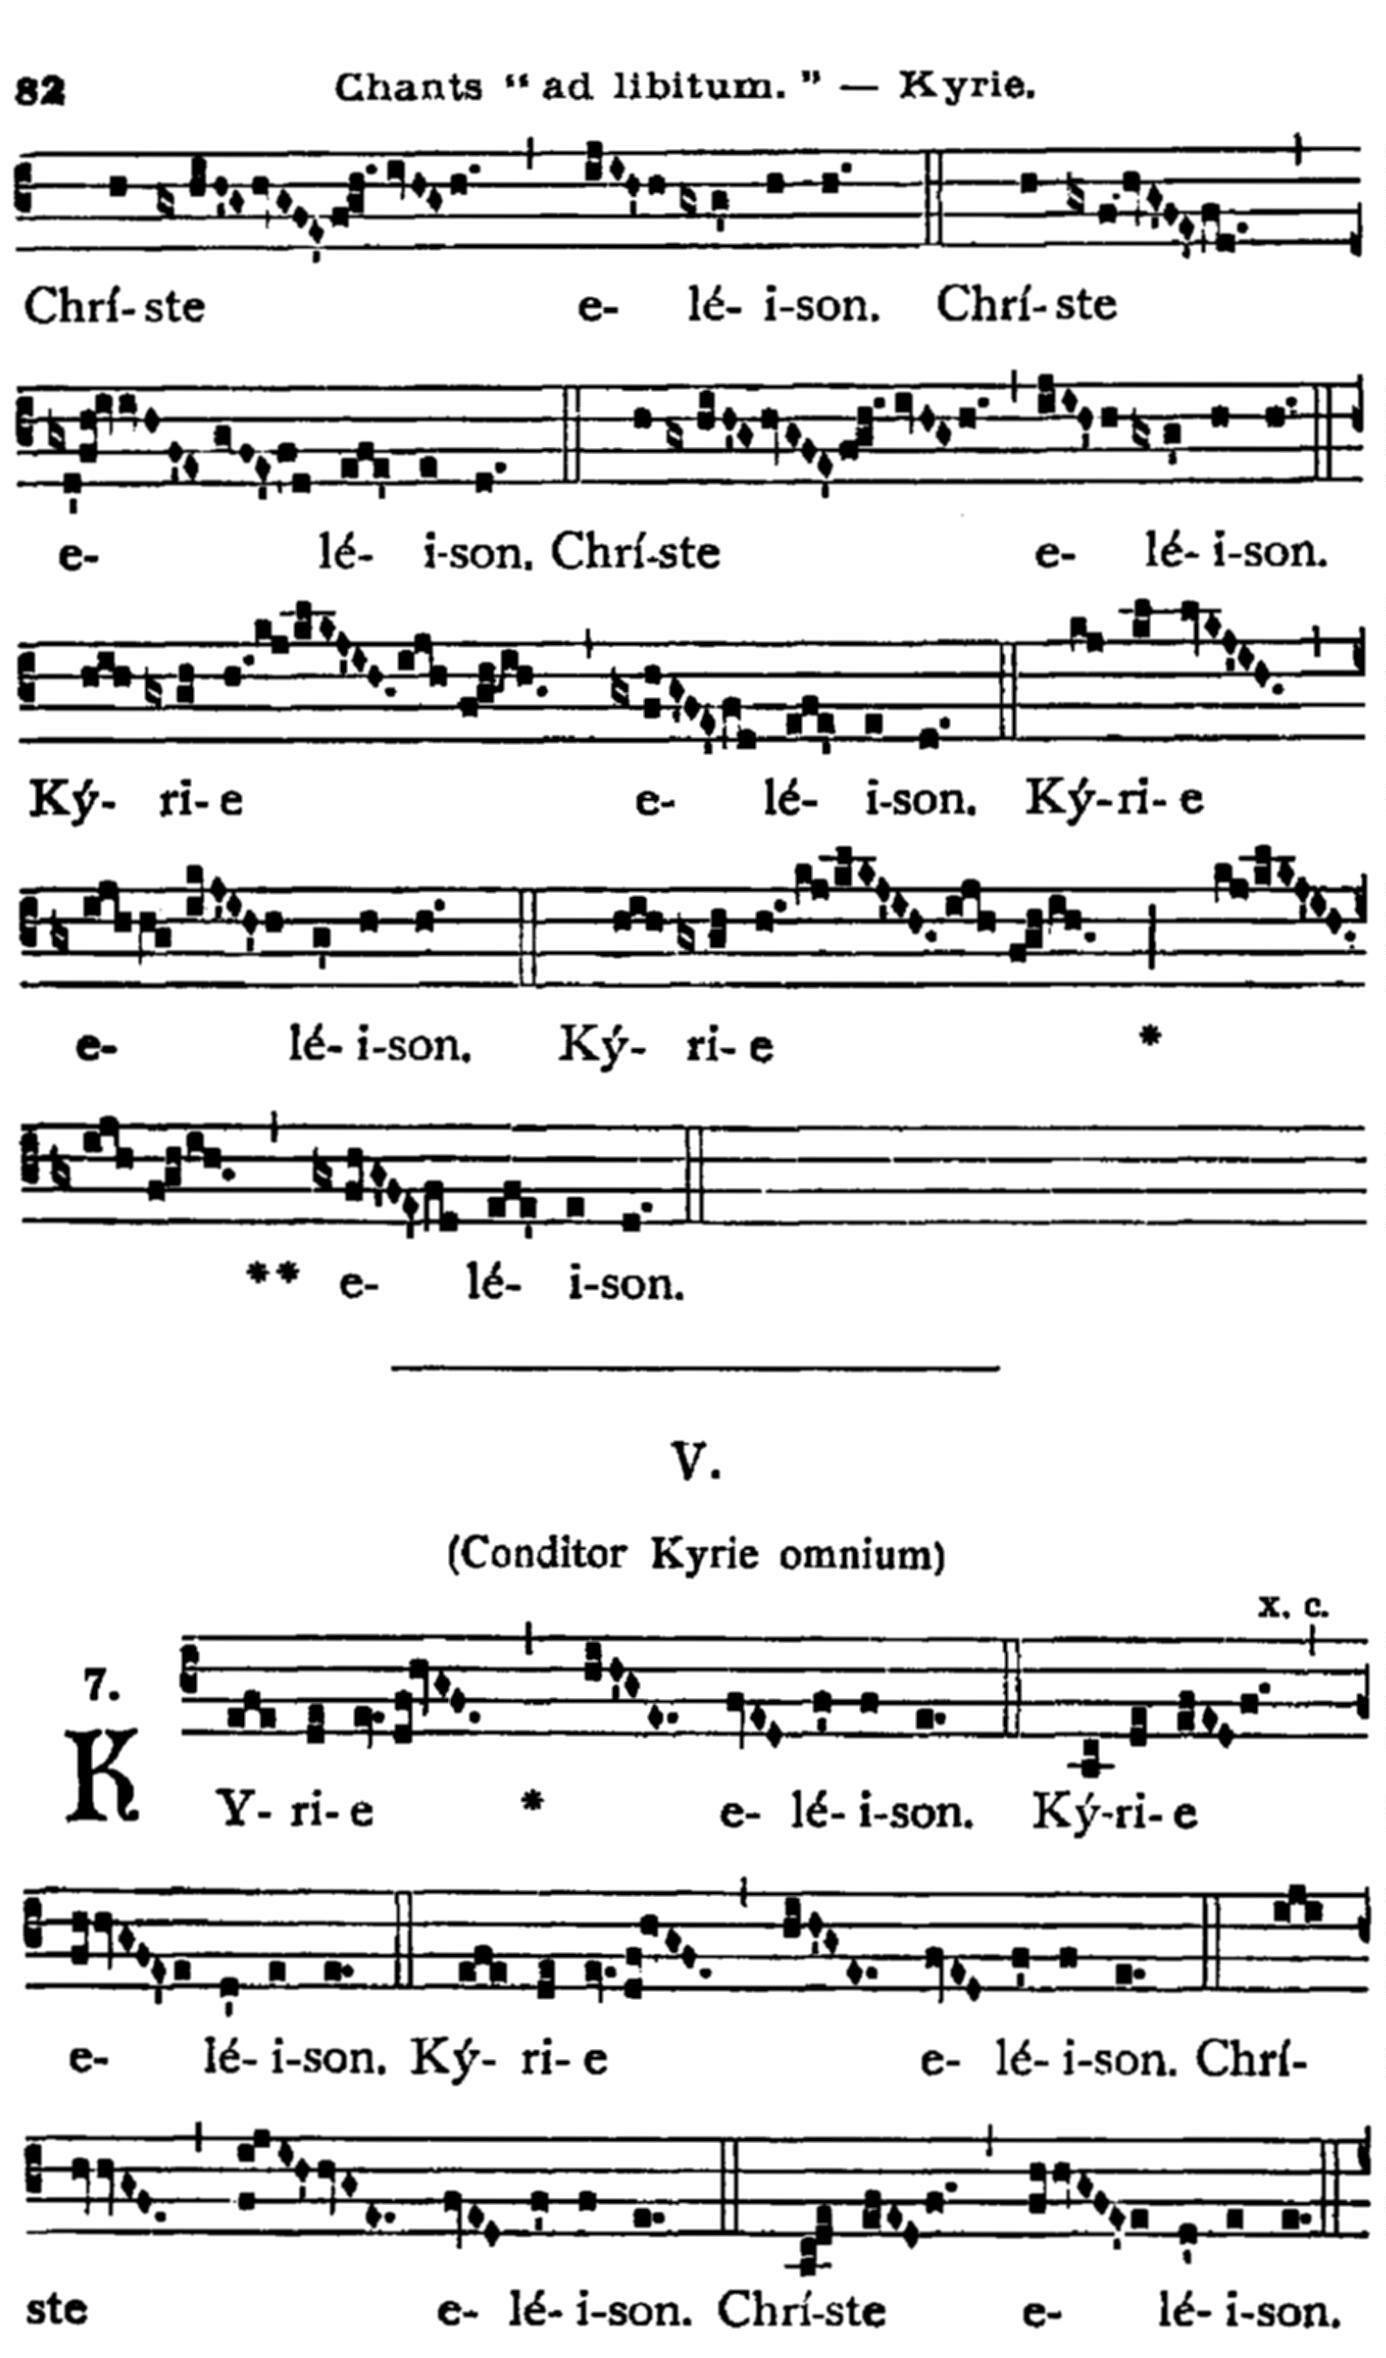 82 Chants “ ad libitum. ” — Kyrie.
Chrí- ste e- lé- i-son. Chrí- ste
e- lé- i-son. Chrí-ste e- lé- i-son.
Ký- ri- e e- lé- i-son. Ký-ri- e
e- lé- i-son. Ký- ri- e *
** e- lé- i-son.
V.
(Conditor Kyrie omnium)
x. c.
7.
K Y- ri- e * e- lé- i-son. Ký-ri- e
e- lé- i-son. Ký- ri- e e- lé- i-son. Chrí-
ste e- lé- i-son. Chrí-ste e- lé- i-son.